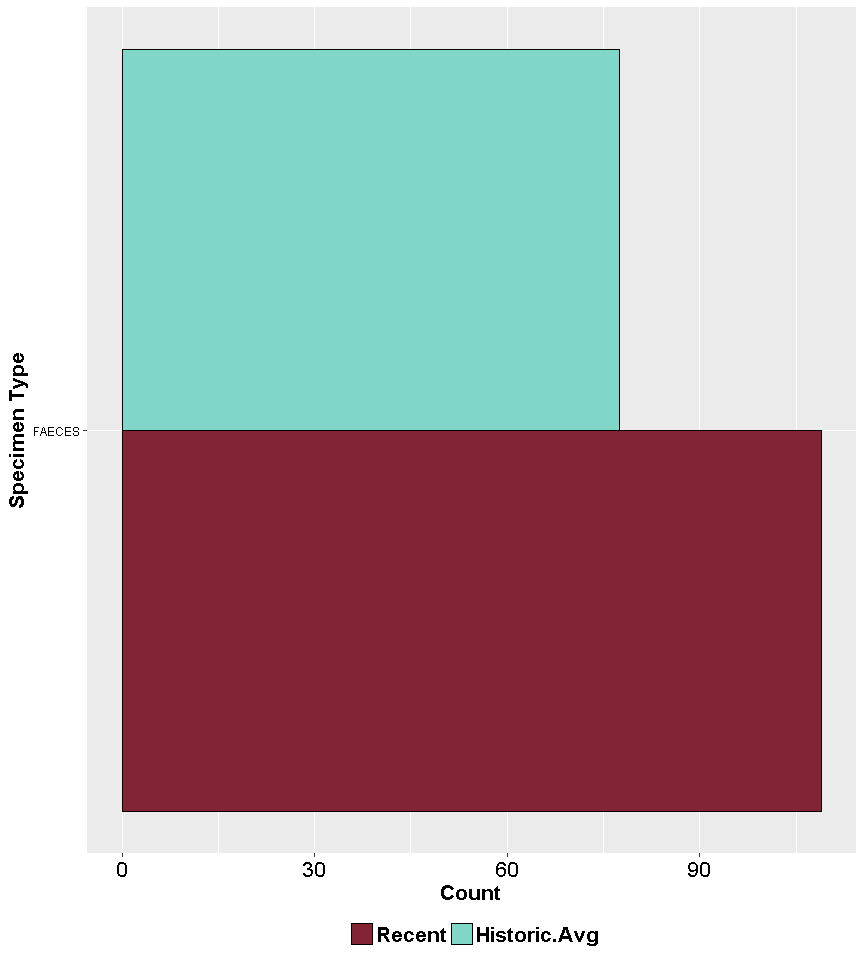 Specimen Type
FAECES
0 30 60 90
Count
Recent Historic.Avg